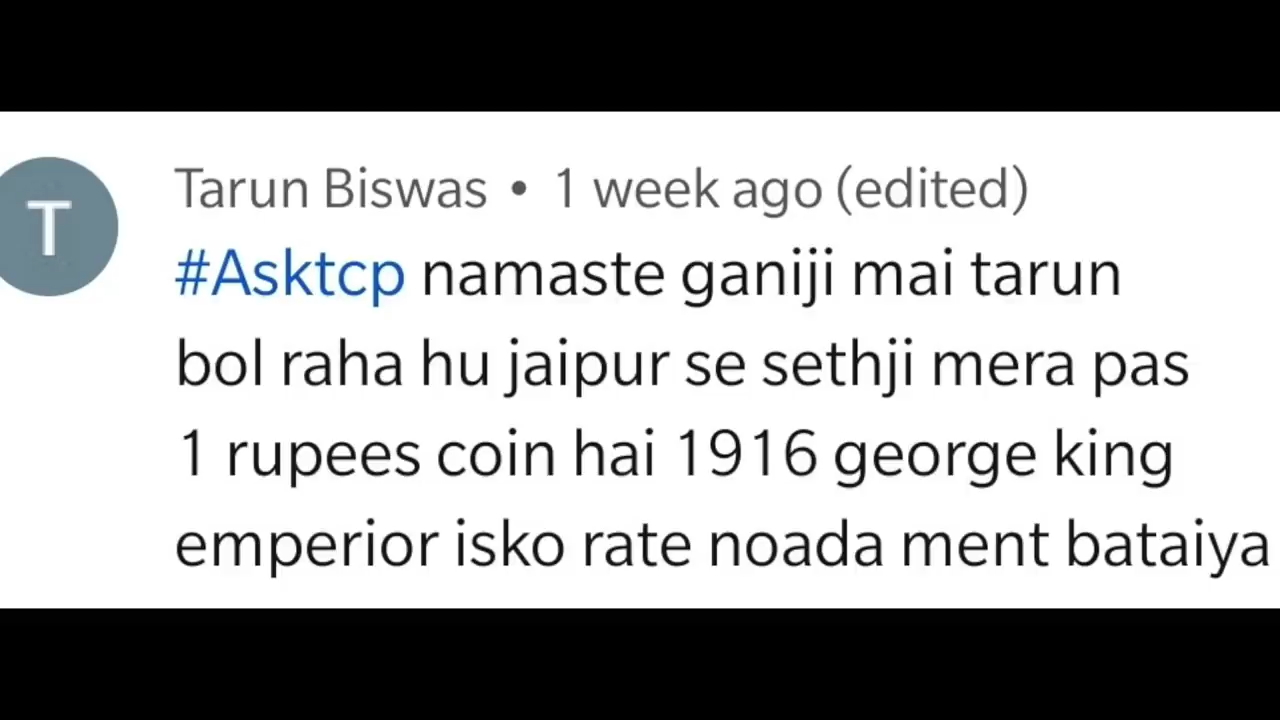 T
Tarun Biswas • 1 week ago (edited)
#Asktcp namaste ganiji mai tarun
bol raha hu jaipur se sethji mera pas
1 rupees coin hai 1916 george king
emperior isko rate noada ment bataiya